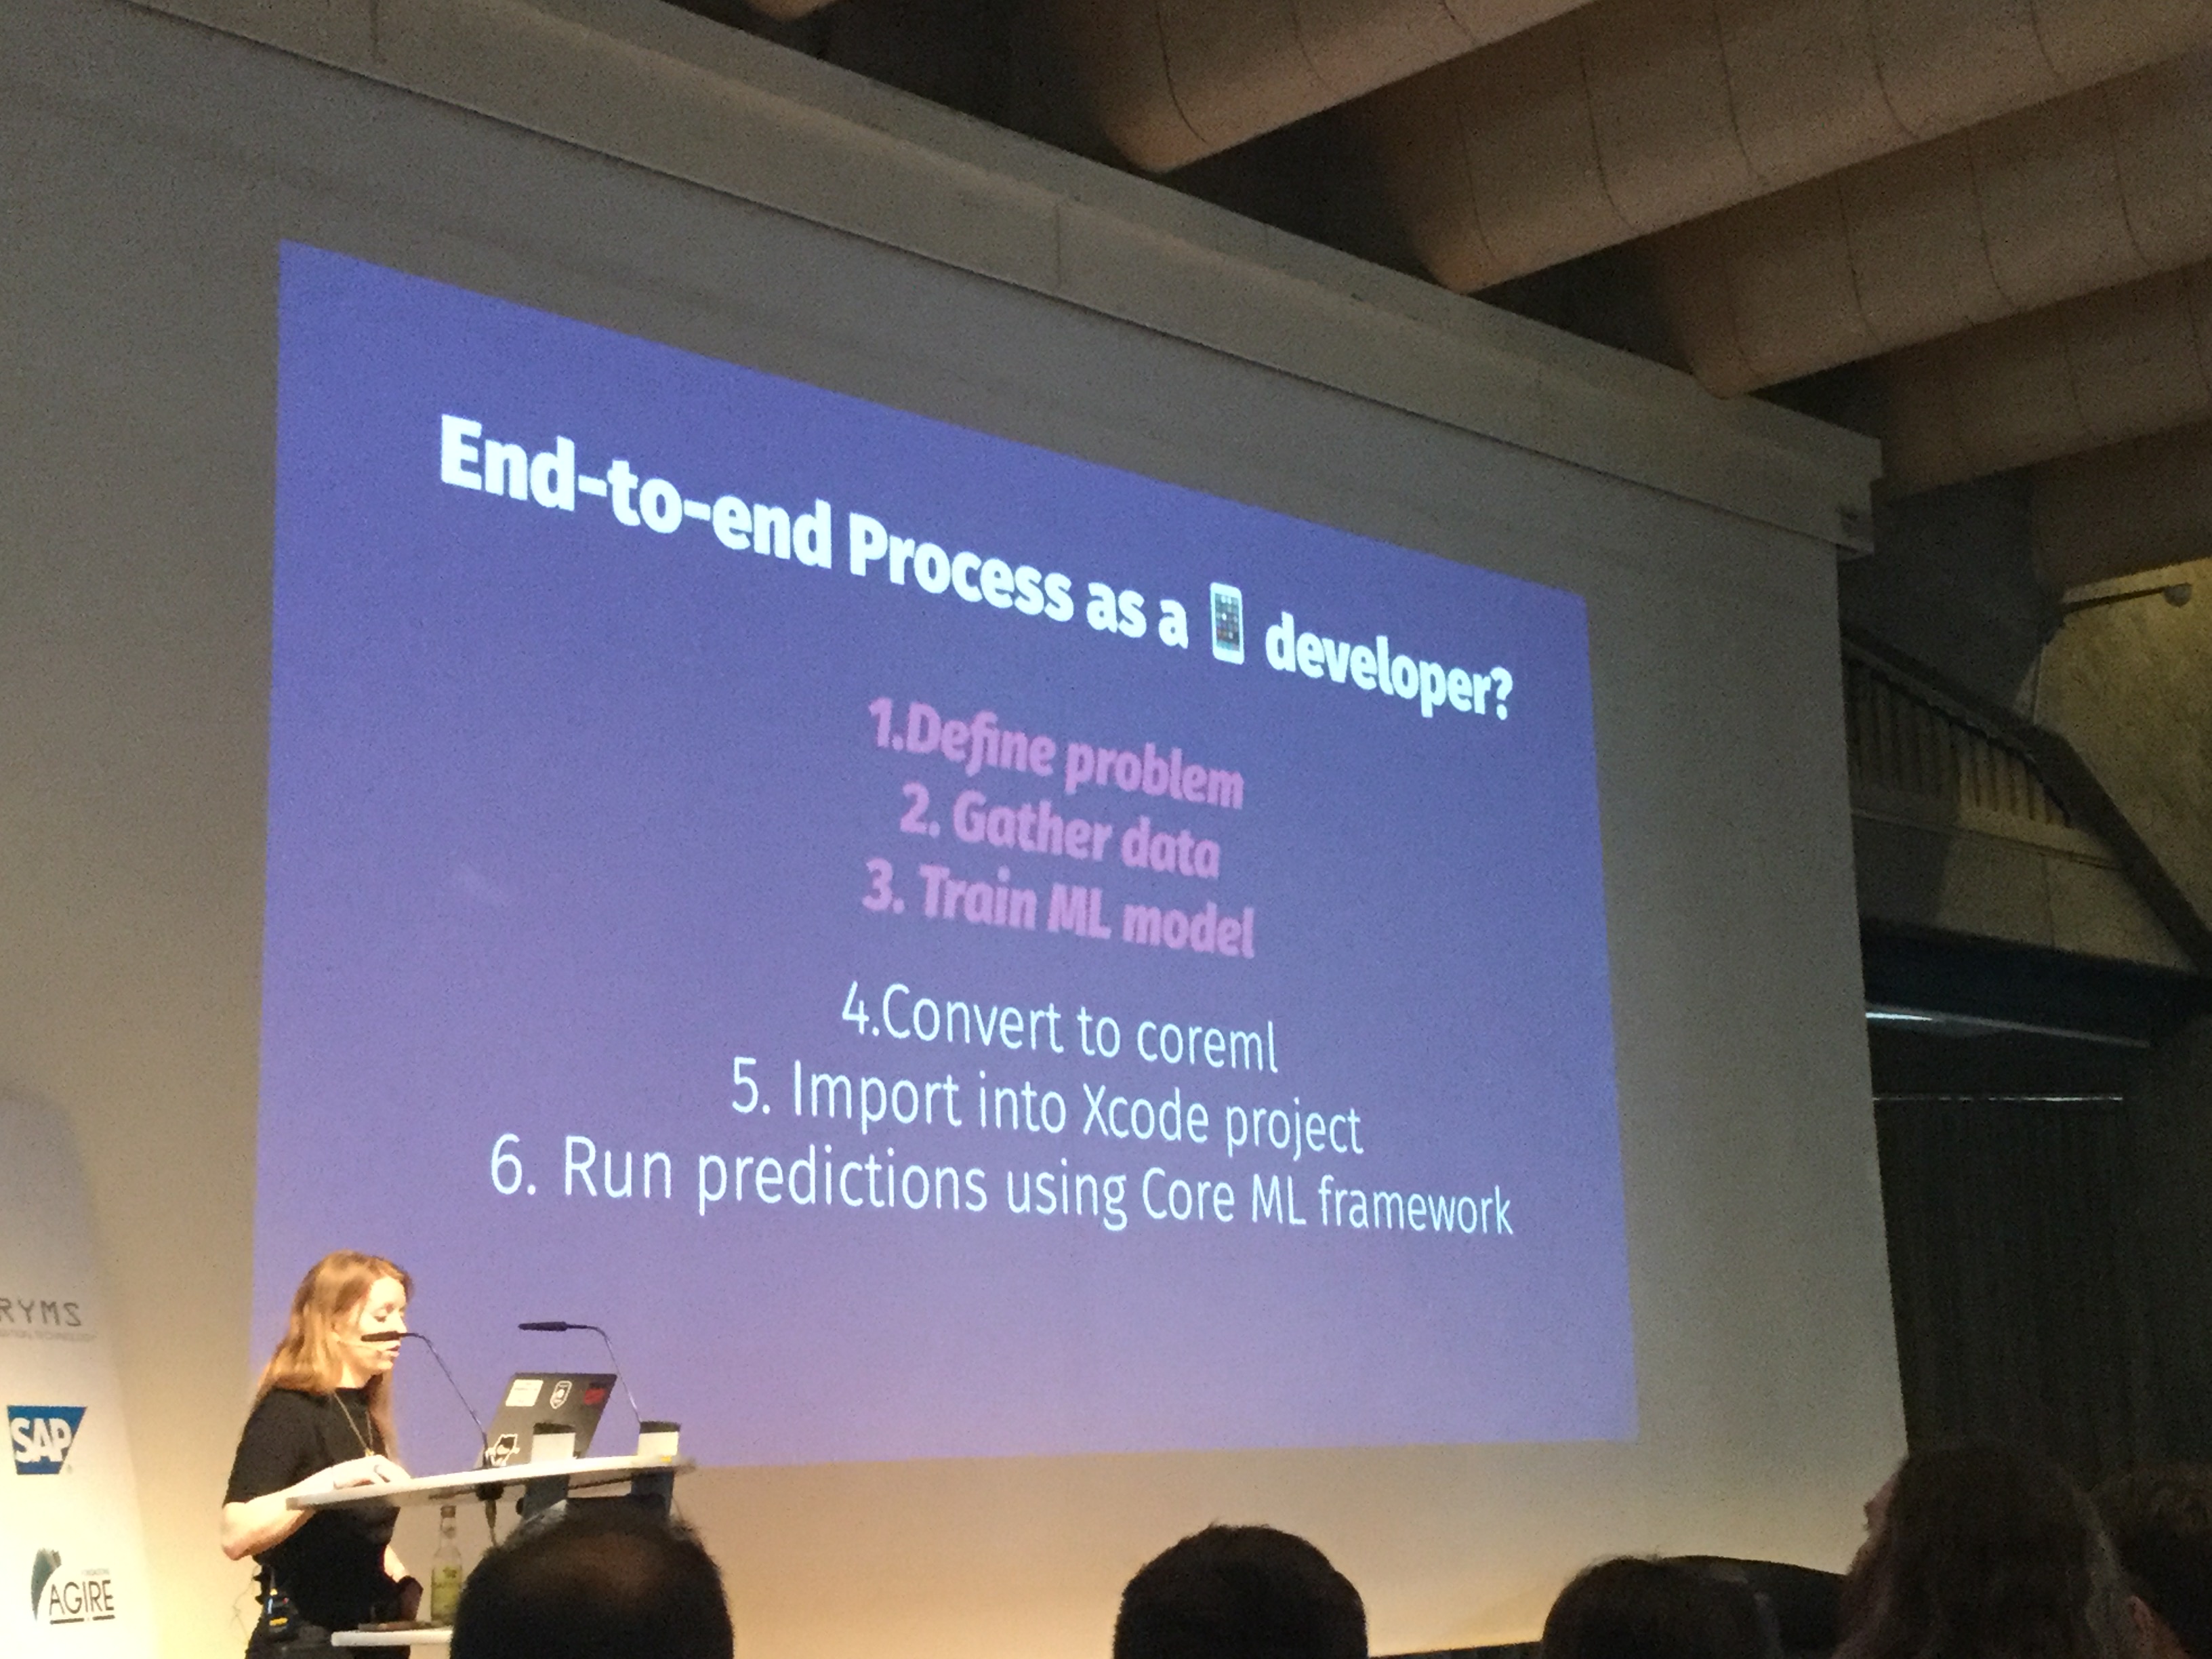 End-to-end Process as a 📱 developer?
1.Define problem
2. Gather data
3. Train ML model
4.Convert to coreml
5. Import into Xcode project
6. Run predictions using Core ML framework
RYMS
SAP
AGIRE